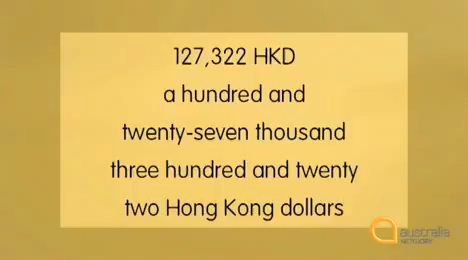 127,322 HKD
a hundred and
twenty-seven thousand
three hundred and twenty
two Hong Kong dollars
australia
NETWORK